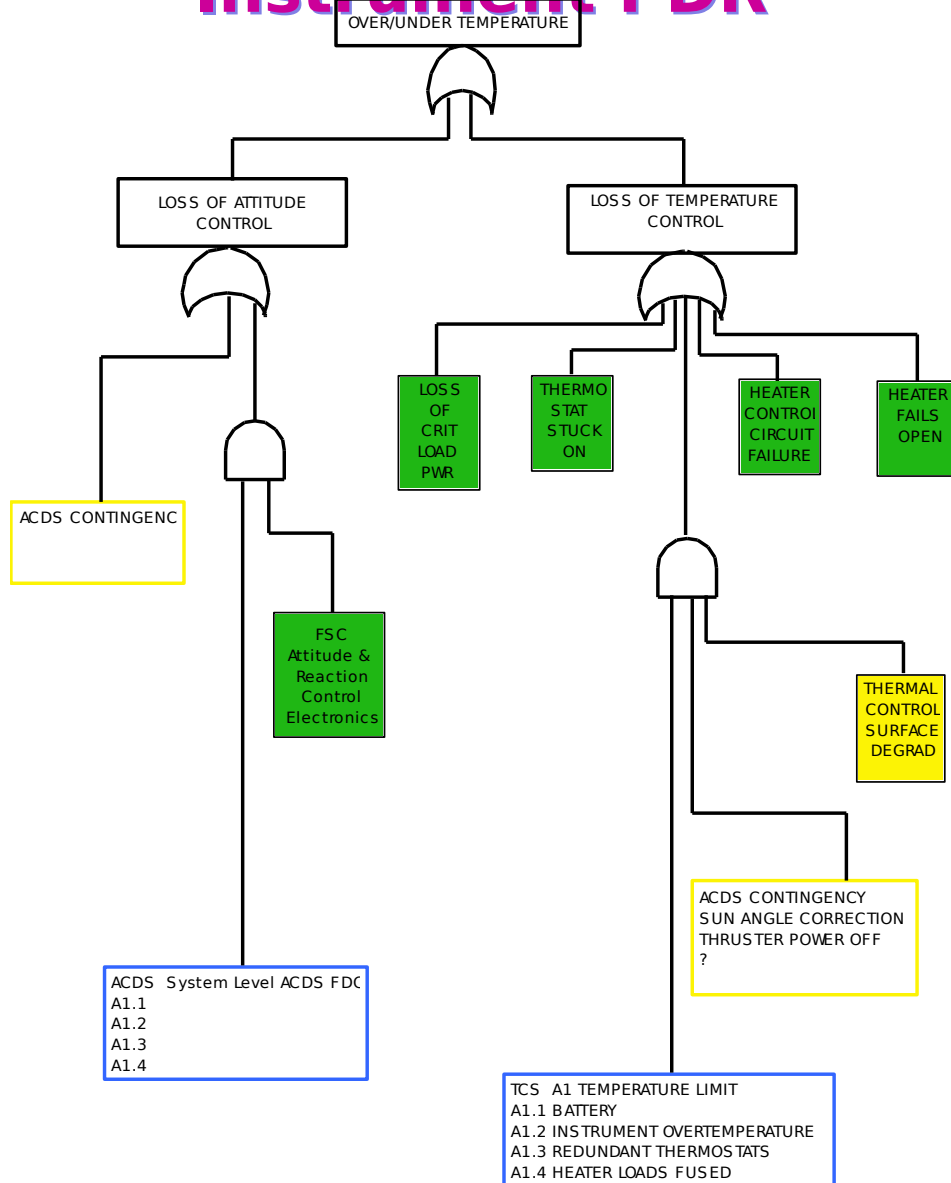 Instrument PDR
OVER/UNDER TEMPERATURE
LOSS OF ATTITUDE
CONTROL
LOSS OF TEMPERATURE
CONTROL
LOSS
OF
CRIT
LOAD
PWR
THERMO
STAT
STUCK
ON
HEATER
CONTROL
CIRCUIT
FAILURE
HEATER
FAILS
OPEN
ACDS CONTINGENC
FSC
Attitude &
Reaction
Control
Electronics
THERMAL
CONTROL
SURFACE
DEGRAD
ACDS CONTINGENCY
SUN ANGLE CORRECTION
THRUSTER POWER OFF
?
ACDS System Level ACDS FDC
A1.1
A1.2
A1.3
A1.4
TCS A1 TEMPERATURE LIMIT
A1.1 BATTERY
A1.2 INSTRUMENT OVERTEMPERATURE
A1.3 REDUNDANT THERMOSTATS
A1.4 HEATER LOADS FUSED